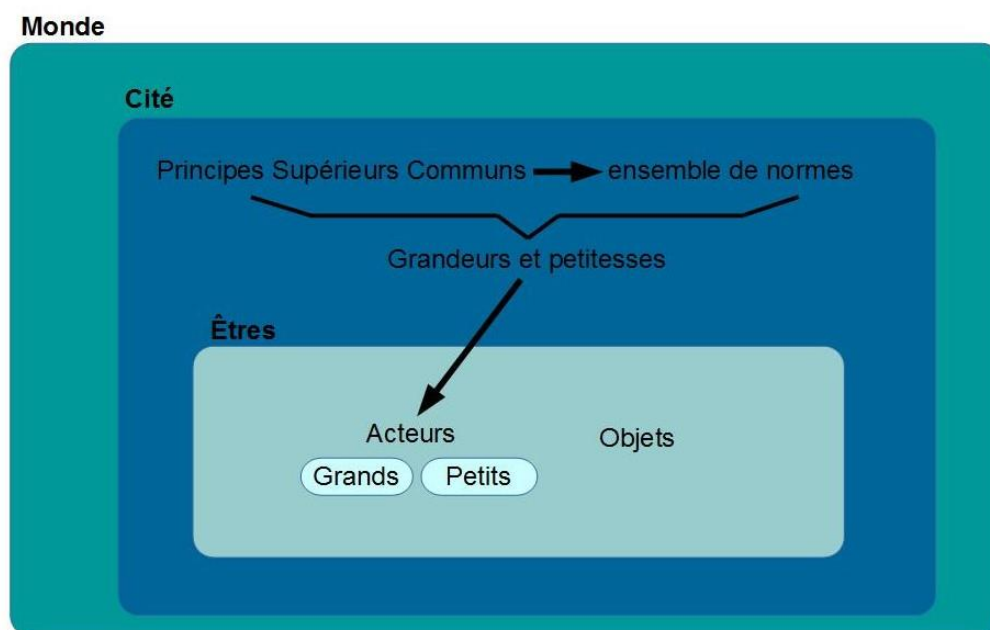 Monde
Cité
Principes Supérieurs Communs ensemble de normes
Grandeurs et petitesses
Êtres
Acteurs
Objets
Grands Petits